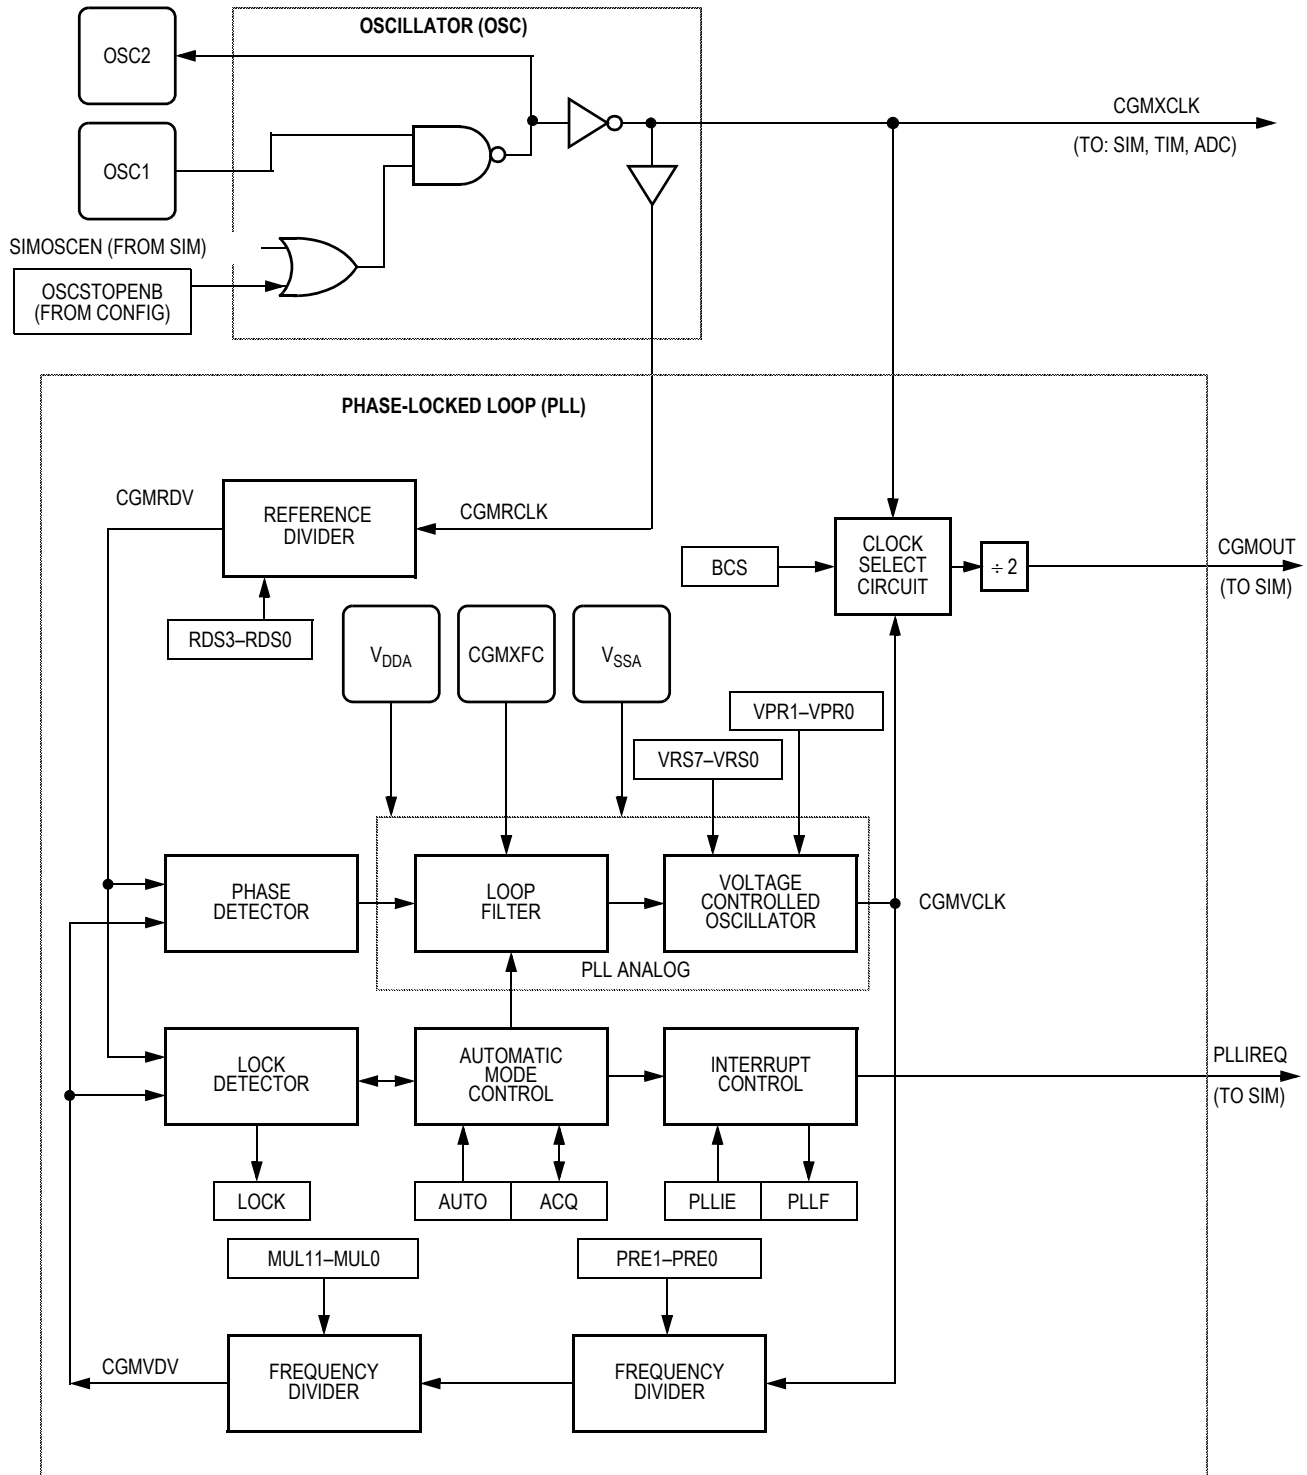 OSCILLATOR (OSC)
OSC2
CGMXCLK
(TO: SIM, TIM, ADC)
OSC1
SIMOSCEN (FROM SIM)
OSCSTOPENB
(FROM CONFIG)
PHASE-LOCKED LOOP (PLL)
CGMRDV
REFERENCE
DIVIDER
CGMRCLK
CLOCK
SELECT
CIRCUIT
BCS
÷ 2
CGMOUT
(TO SIM)
RDS3–RDS0
VDDA
CGMXFC
VSSA
VPR1–VPR0
VRS7–VRS0
PHASE
DETECTOR
LOOP
FILTER
VOLTAGE
CONTROLLED
OSCILLATOR
CGMVCLK
PLL ANALOG
LOCK
DETECTOR
AUTOMATIC
MODE
CONTROL
INTERRUPT
CONTROL
PLLIREQ
(TO SIM)
LOCK
AUTO
ACQ
PLLIE
PLLF
MUL11–MUL0
PRE1–PRE0
CGMVDV
FREQUENCY
DIVIDER
FREQUENCY
DIVIDER